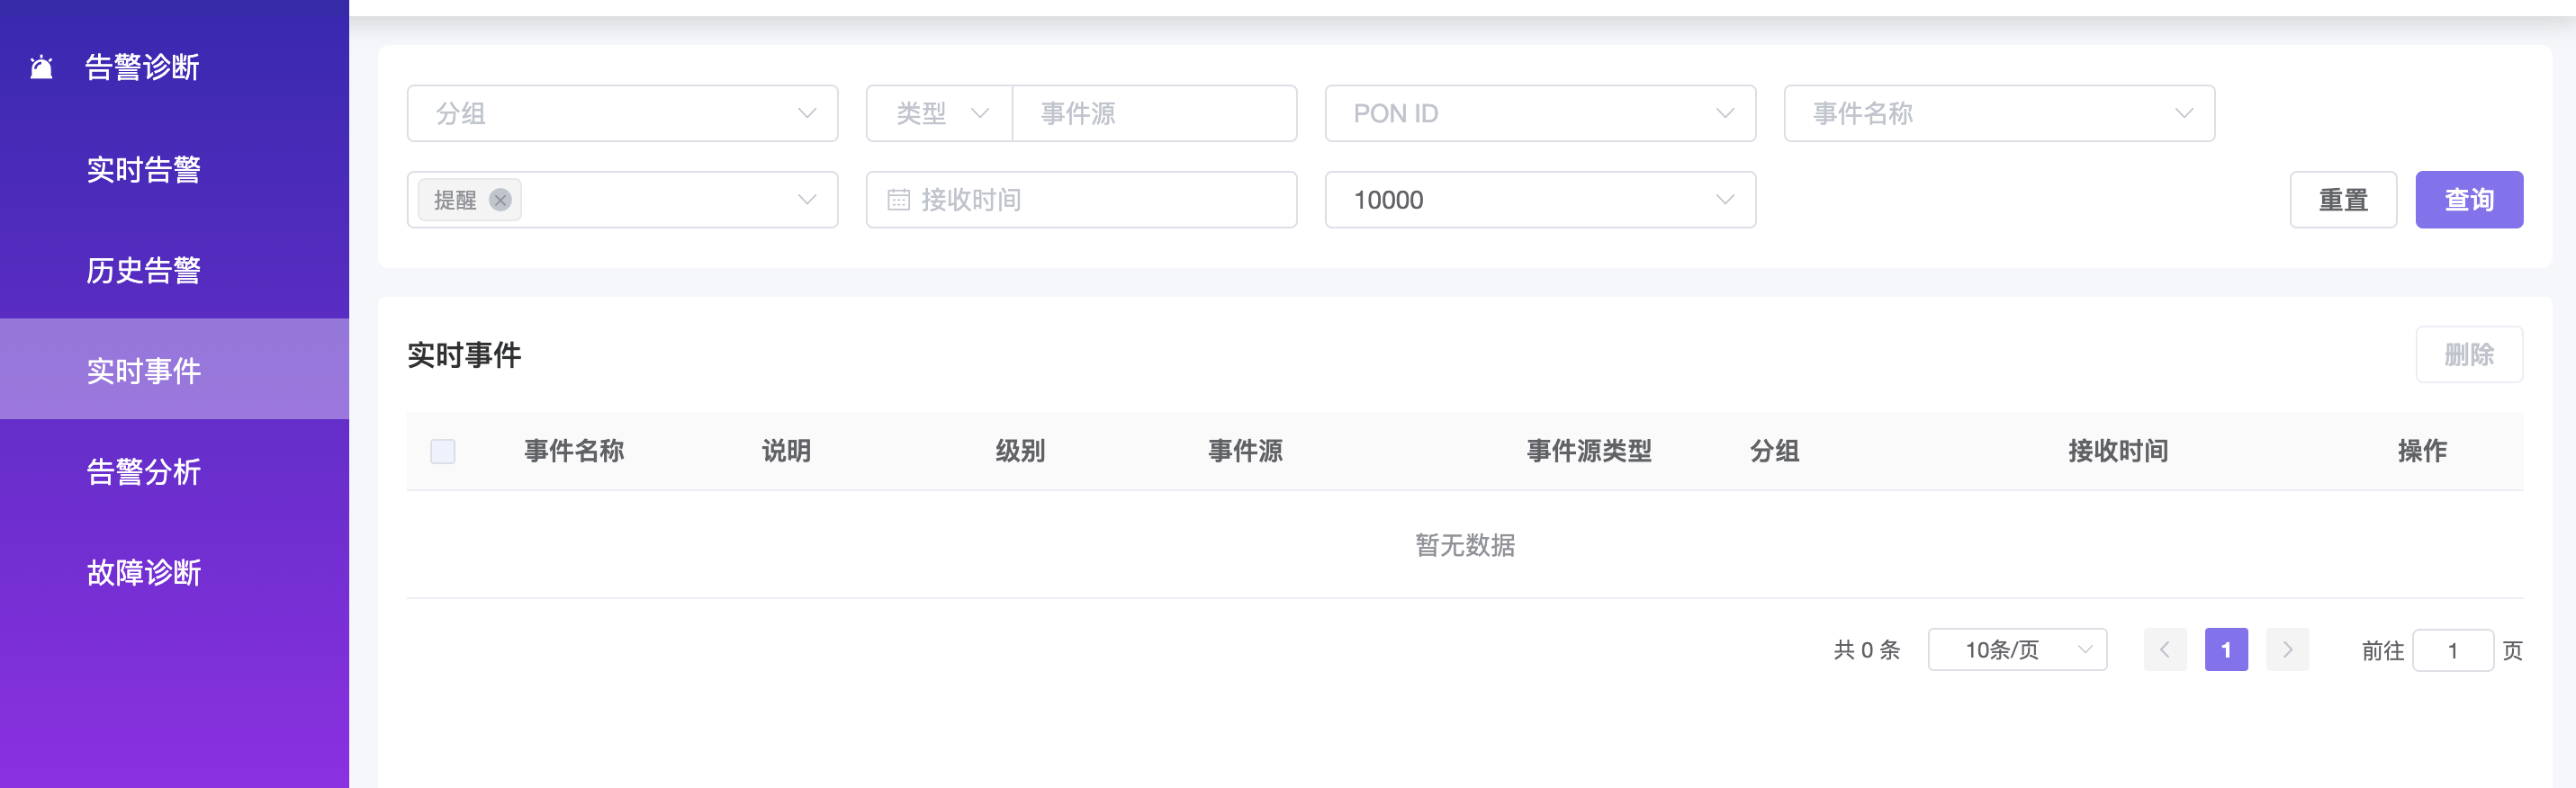 告警诊断
实时告警
历史告警
实时事件
告警分析
故障诊断
分组 类型 事件源 PON ID 事件名称
提醒 接收时间 10000 重置 查询
实时事件 删除
事件名称 说明 级别 事件源 事件源类型 分组 接收时间 操作
暂无数据
共 0 条 10条/页 1 前往 1 页